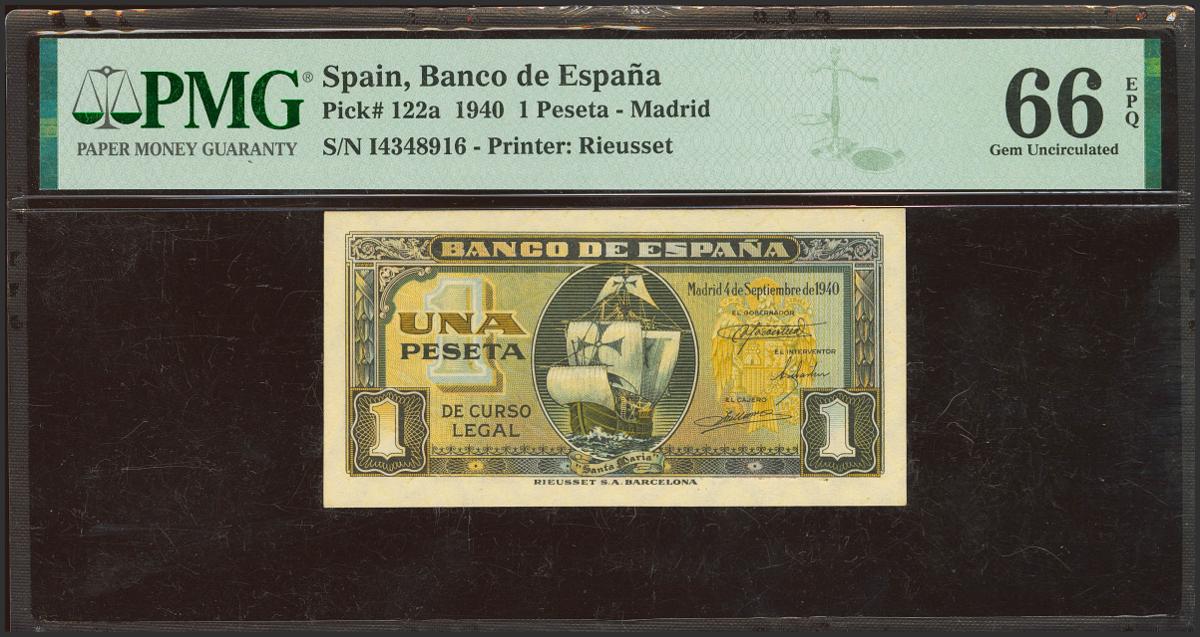 PMG®
PAPER MONEY GUARANTY
Spain, Banco de España
Pick# 122a 1940 1 Peseta - Madrid
S/N I4348916 - Printer: Rieusset
66
EPQ
Gem Uncirculated
BANCO DE ESPAÑA
1
UNA
PESETA
DE CURSO
LEGAL
Madrid 4 de Septiembre de 1940
EL GOBERNADOR
EL INTERVENTOR
EL CAJERO
1
1
"Santa Maria"
RIEUSSET S.A. BARCELONA